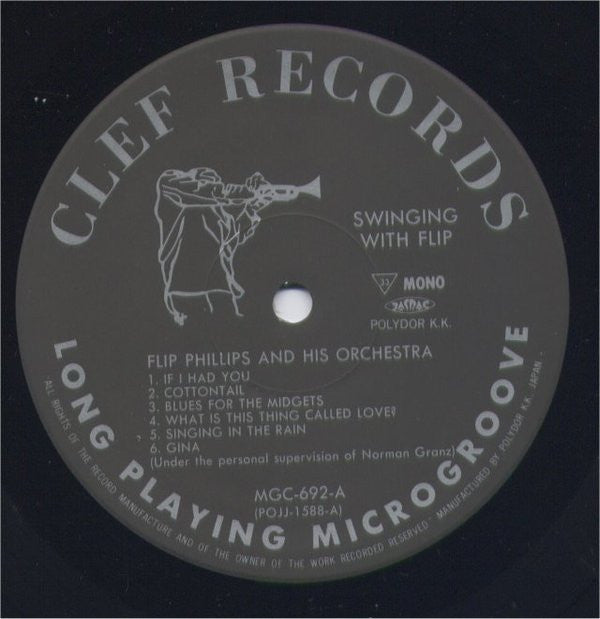 CLEF RECORDS
SWINGING
WITH FLIP
33 MONO
POLYDOR K.K.
FLIP PHILLIPS AND HIS ORCHESTRA
1. IF I HAD YOU
2. COTTONTAIL
3. BLUES FOR THE MIDGETS
4. WHAT IS THIS THING CALLED LOVE?
5. SINGING IN THE RAIN
6. GINA
(Under the personal supervision of Norman Granz)
MGC-692-A
(POJJ-1588-A)
LONG PLAYING MICROGROOVE
ALL RIGHTS OF THE RECORD MANUFACTURE AND OF THE OWNER OF THE WORK RECORDED RESERVED · MANUFACTURED BY POLYDOR K.K. JAPAN ·